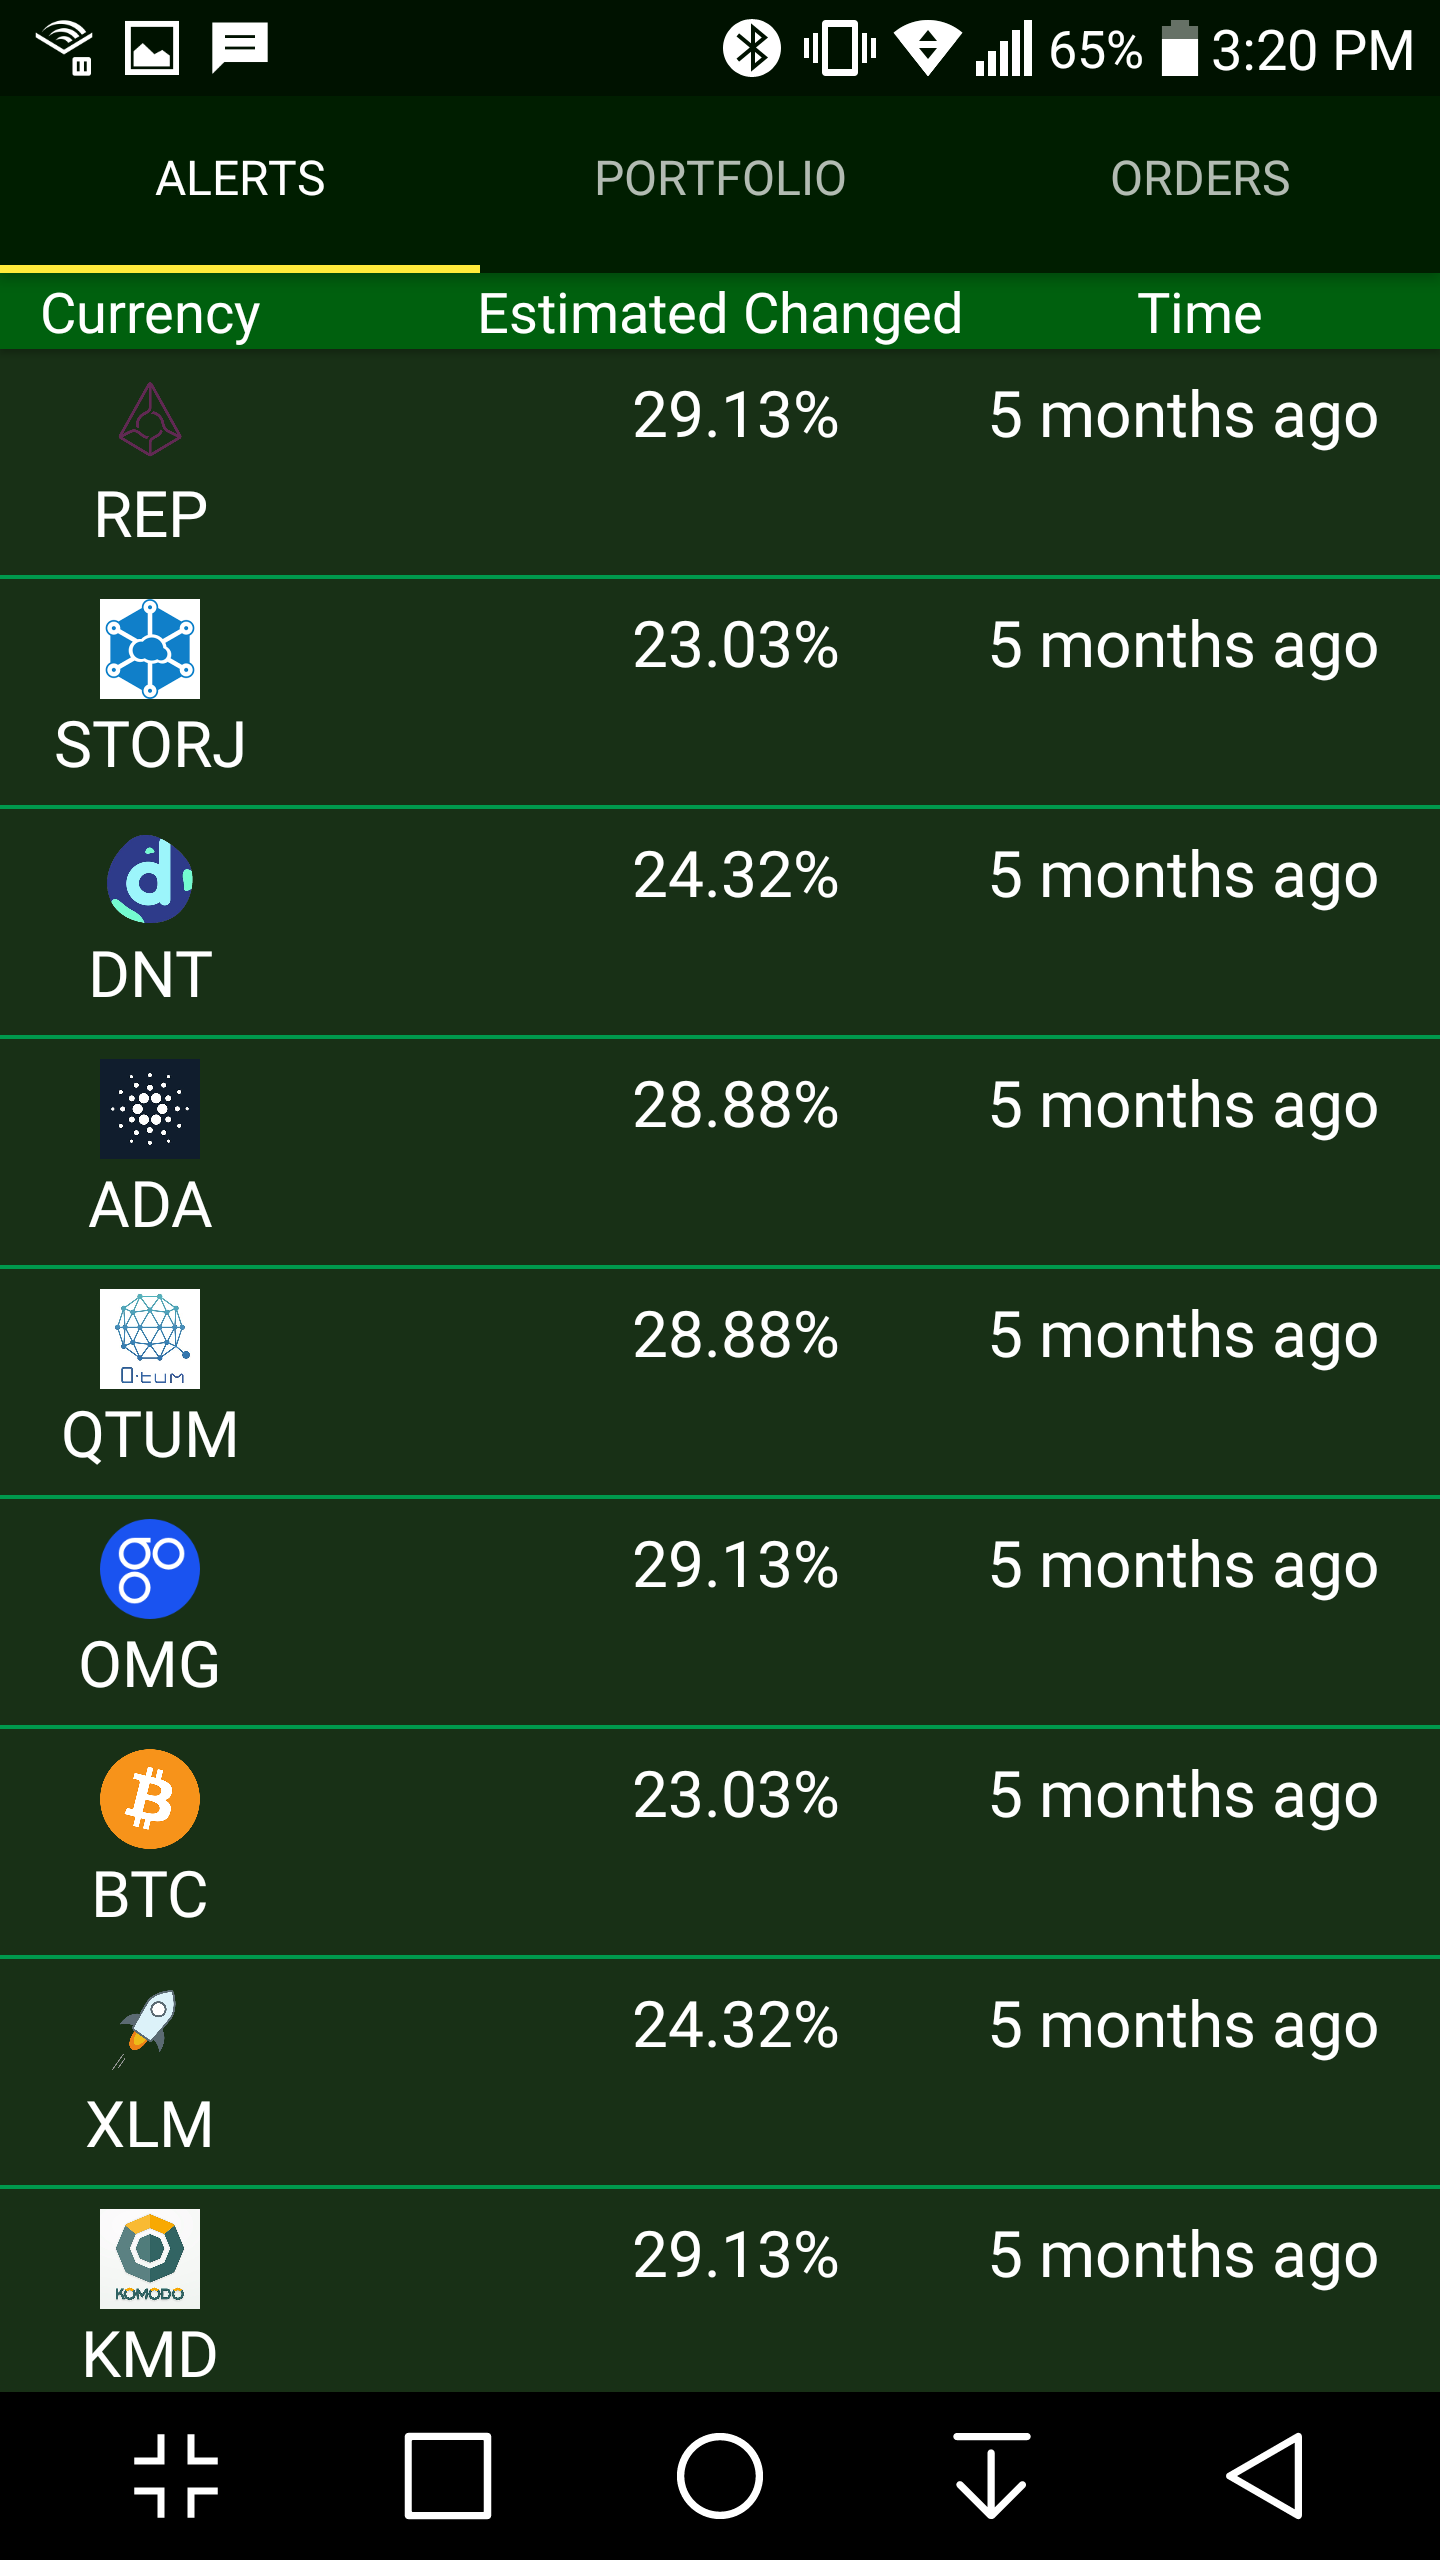 65% 3:20 PM
ALERTS PORTFOLIO ORDERS
Currency Estimated Changed Time
29.13% 5 months ago
REP
23.03% 5 months ago
STORJ
d 24.32% 5 months ago
DNT
28.88% 5 months ago
ADA
28.88% 5 months ago
Qtum
QTUM
29.13% 5 months ago
OMG
23.03% 5 months ago
BTC
24.32% 5 months ago
XLM
29.13% 5 months ago
KOMODO
KMD